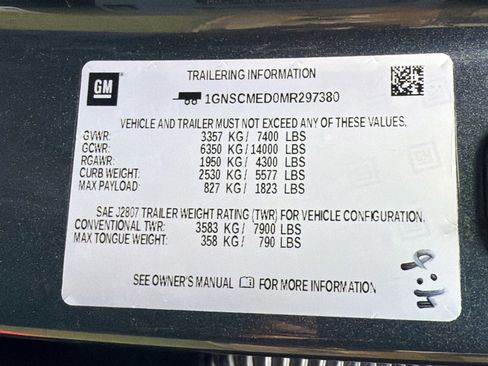 GM
TRAILERING INFORMATION
1GNSCMED0MR297380
VEHICLE AND TRAILER MUST NOT EXCEED ANY OF THESE VALUES.
GVWR: 3357 KG/ 7400 LBS
GCWR: 6350 KG/14000 LBS
RGAWR: 1950 KG/ 4300 LBS
CURB WEIGHT: 2530 KG/ 5577 LBS
MAX PAYLOAD: 827 KG/ 1823 LBS
SAE J2807 TRAILER WEIGHT RATING (TWR) FOR VEHICLE CONFIGURATION.
CONVENTIONAL TWR: 3583 KG/ 7900 LBS
MAX TONGUE WEIGHT: 358 KG/ 790 LBS
SEE OWNER'S MANUAL FOR MORE INFORMATION